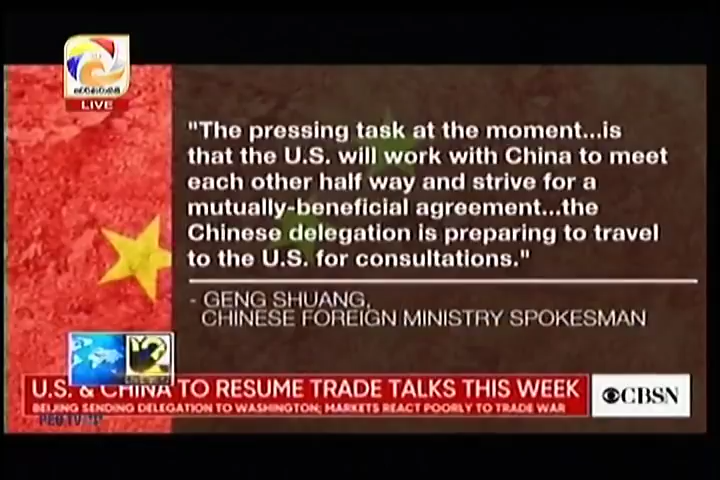 LIVE
"The pressing task at the moment...is
that the U.S. will work with China to meet
each other half way and strive for a
mutually-beneficial agreement...the
Chinese delegation is preparing to travel
to the U.S. for consultations."
- GENG SHUANG,
CHINESE FOREIGN MINISTRY SPOKESMAN
U.S. & CHINA TO RESUME TRADE TALKS THIS WEEK
BEIJING SENDING DELEGATION TO WASHINGTON; MARKETS REACT POORLY TO TRADE WAR
CBSN